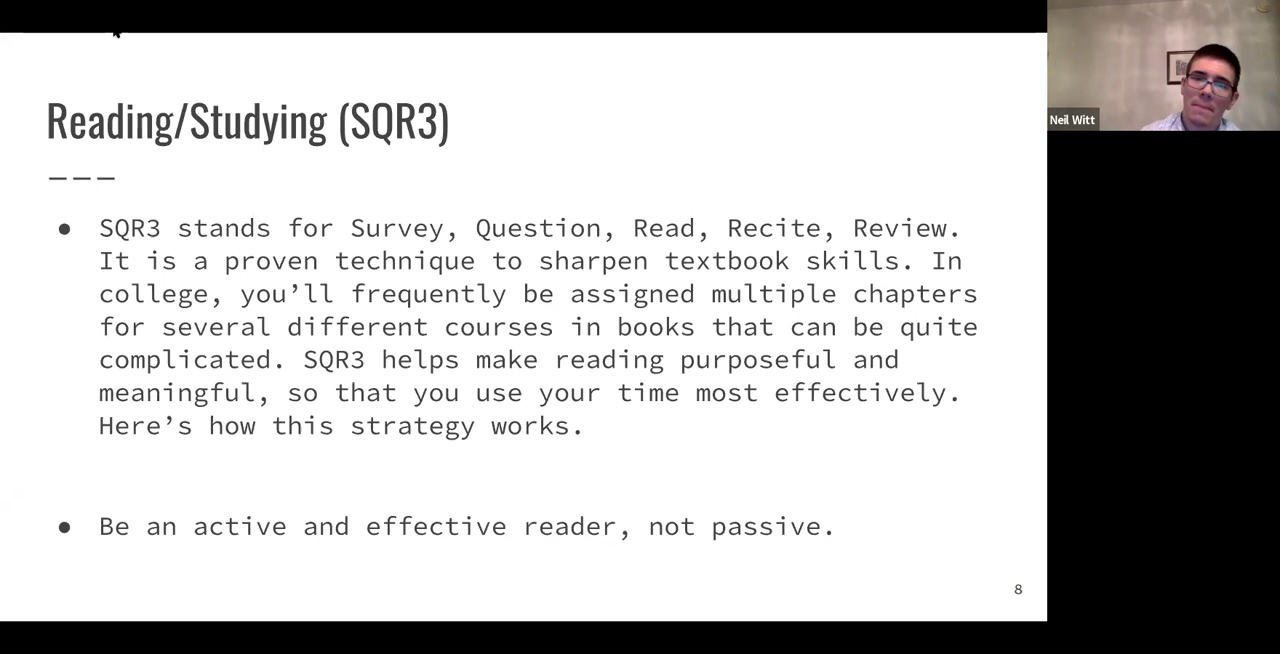 Reading/Studying (SQR3)
___
● SQR3 stands for Survey, Question, Read, Recite, Review.
It is a proven technique to sharpen textbook skills. In
college, you’ll frequently be assigned multiple chapters
for several different courses in books that can be quite
complicated. SQR3 helps make reading purposeful and
meaningful, so that you use your time most effectively.
Here’s how this strategy works.
● Be an active and effective reader, not passive.
8
Neil Witt